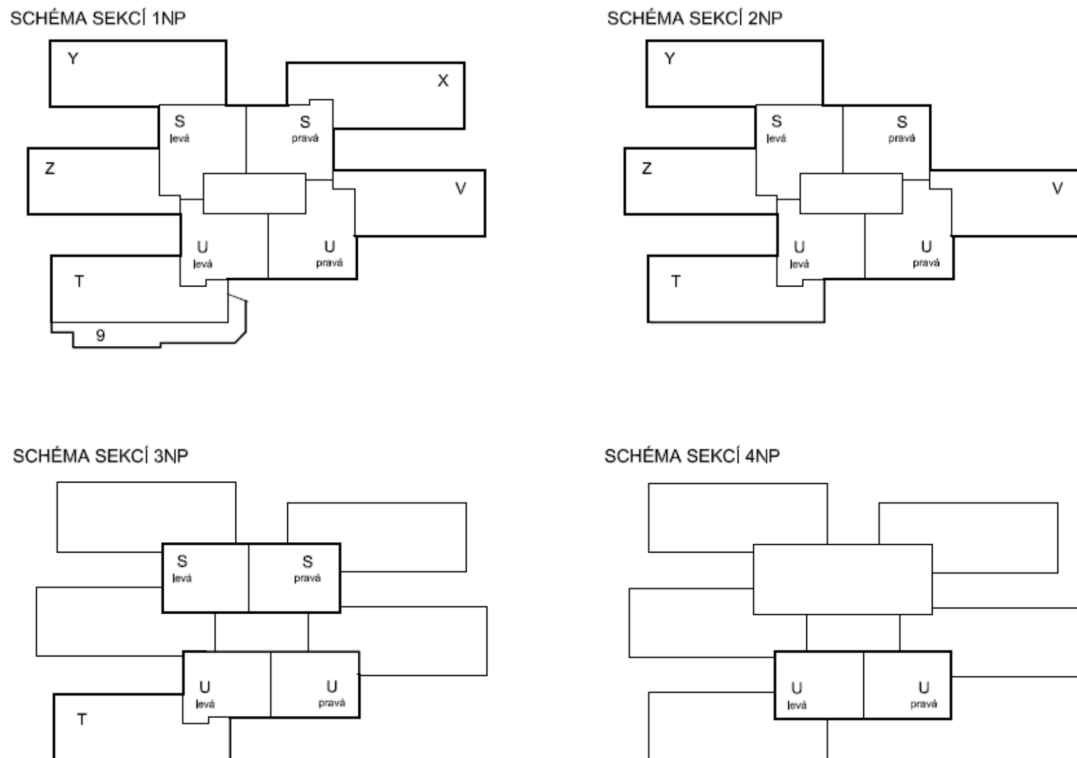 SCHÉMA SEKCÍ 1NP
Y
X
S
levá
S
pravá
Z
V
U
levá
U
pravá
T
9
SCHÉMA SEKCÍ 2NP
Y
S
levá
S
pravá
Z
V
U
levá
U
pravá
T
SCHÉMA SEKCÍ 3NP
S
levá
S
pravá
U
levá
U
pravá
T
SCHÉMA SEKCÍ 4NP
U
levá
U
pravá